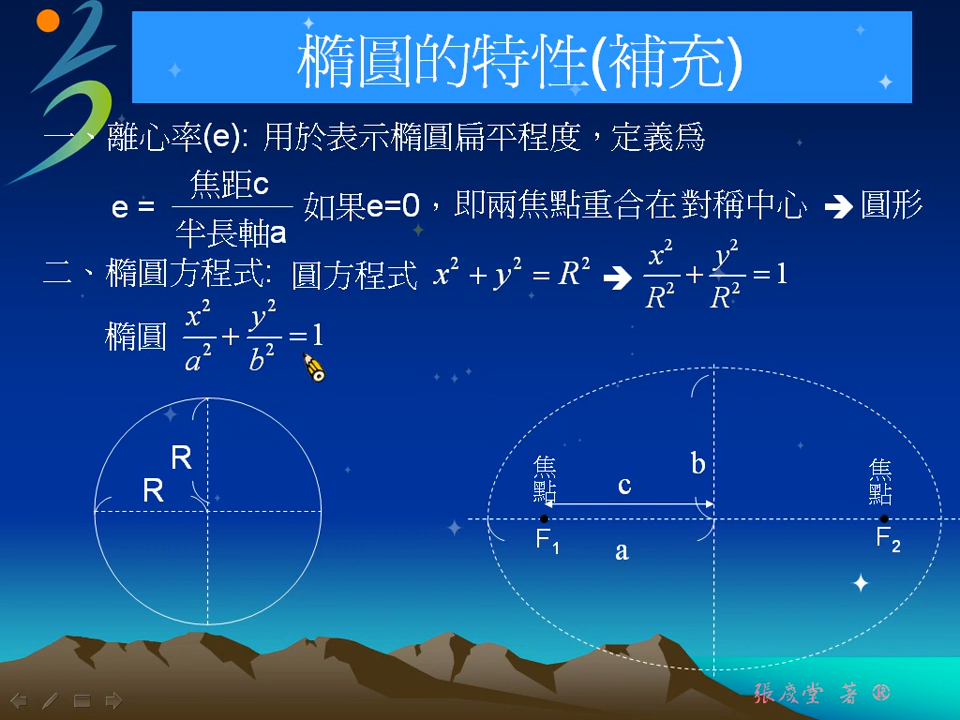 橢圓的特性(補充)
一、離心率(e): 用於表示橢圓扁平程度，定義爲
e = 焦距c / 半長軸a 如果e=0，即兩焦點重合在對稱中心 ➔ 圓形
二、橢圓方程式: 圓方程式 x² + y² = R² ➔ x²/R² + y²/R² = 1
橢圓 x²/a² + y²/b² = 1
R
R
焦點
c
b
焦點
F₁
a
F₂
張慶堂 著 ®